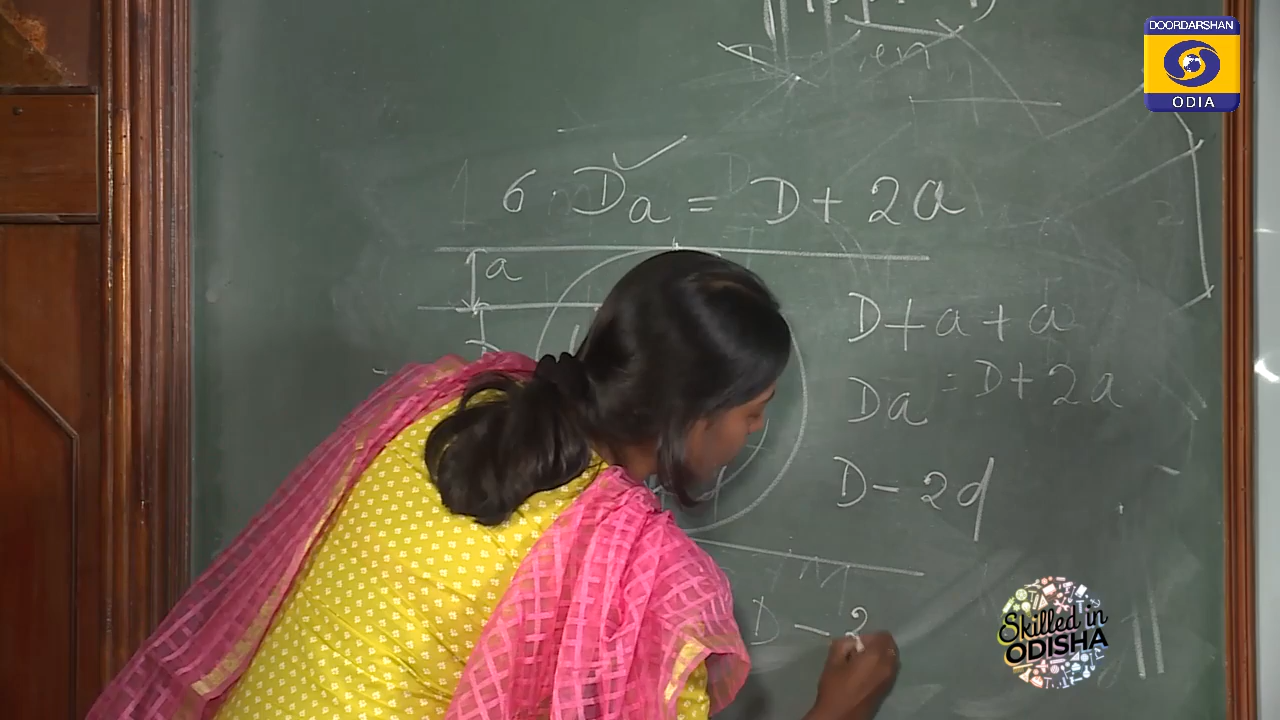 DOORDARSHAN
ODIA
6. Da = D + 2a
a
D + a + a
Da = D + 2a
D - 2d
D - 2
Skilled in
ODISHA